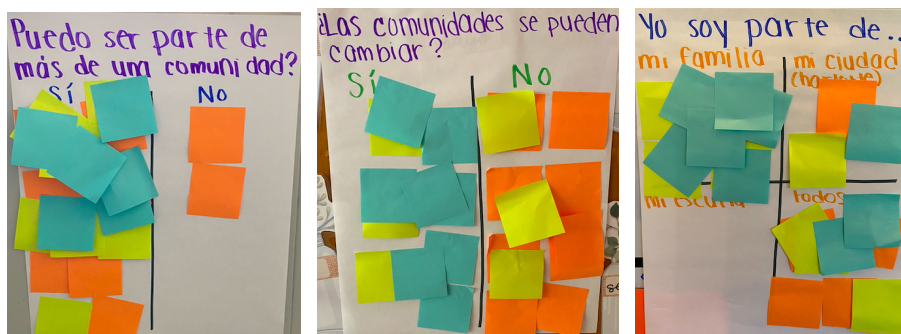 Puedo ser parte de
más de una comunidad?
Sí
No
¿Las comunidades se pueden
cambiar?
Sí
No
Yo soy parte de..
mi familia
mi ciudad
mi escuela
Todos